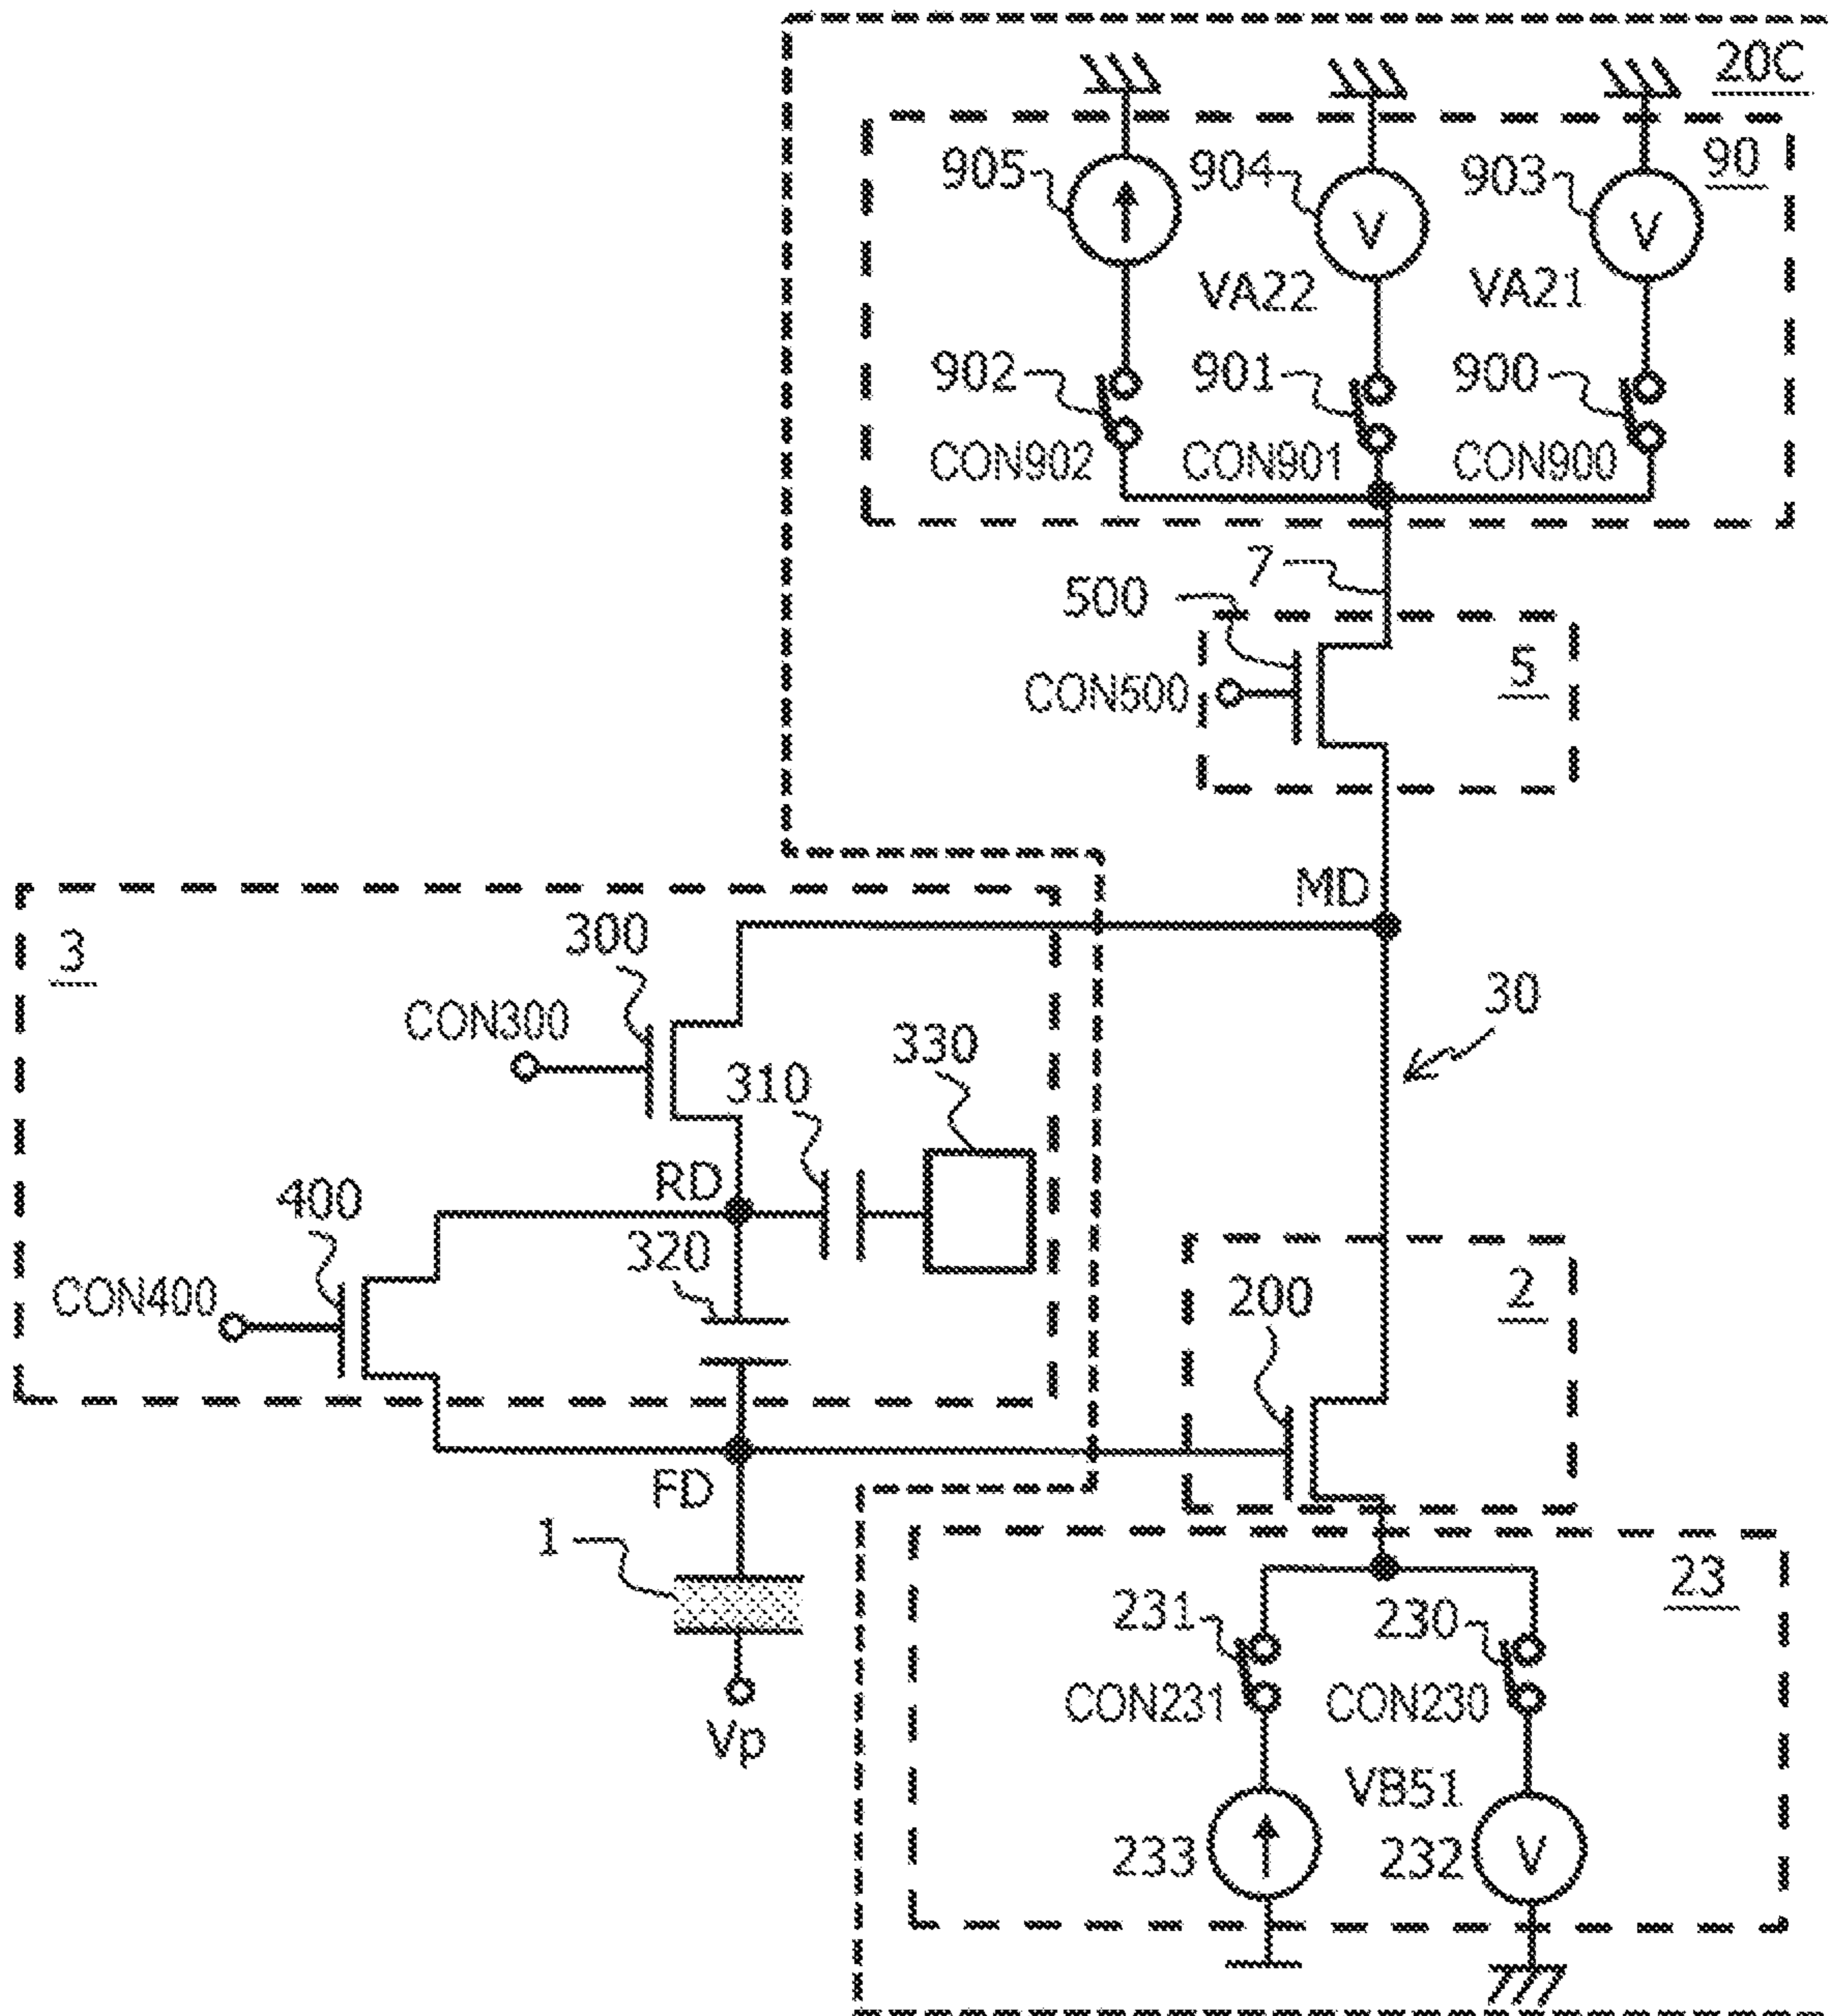 20C
90
905
904
903
V
V
VA22
VA21
902
901
900
CON902
CON901
CON900
7
500
5
CON500
MD
3
300
30
CON300
330
310
RD
400
320
CON400
2
200
FD
1
23
231
230
CON231
CON230
Vp
VB51
233
232
V